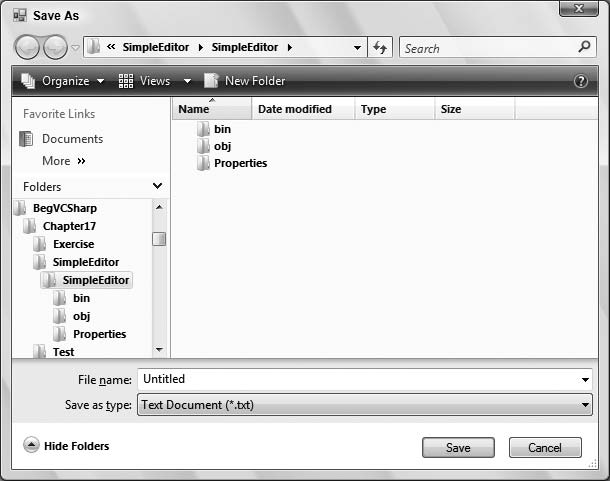 Save As
« SimpleEditor SimpleEditor Search
Organize Views New Folder ?
Favorite Links
Documents
More »
Folders
Name Date modified Type Size
bin
obj
Properties
BegVCSharp
Chapter17
Exercise
SimpleEditor
SimpleEditor
bin
obj
Properties
Test
File name: Untitled
Save as type: Text Document (*.txt)
Hide Folders Save Cancel